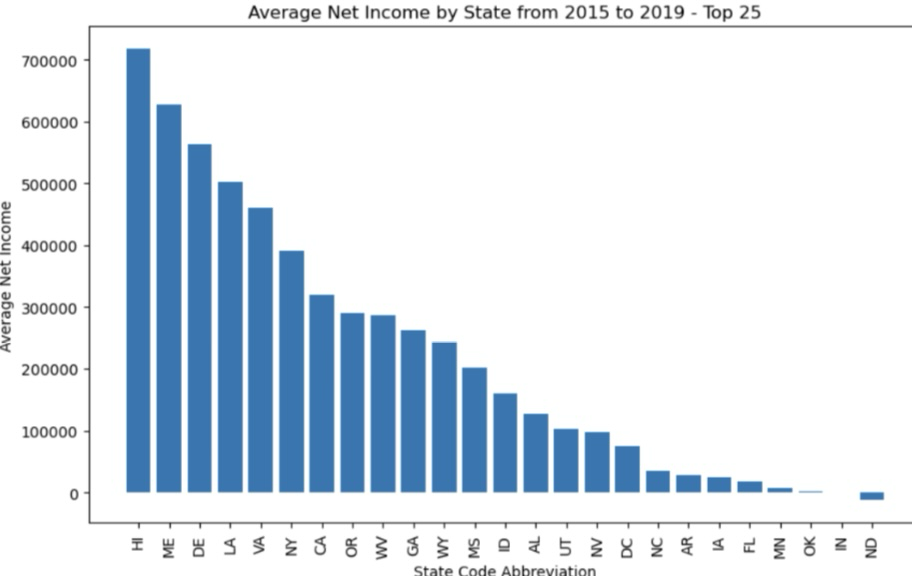 Average Net Income by State from 2015 to 2019 - Top 25
Average Net Income
700000
600000
500000
400000
300000
200000
100000
0
HI ME DE LA VA NY CA OR WV GA WY MS ID AL UT NV DC NC AR IA FL MN OK IN ND
State Code Abbreviation